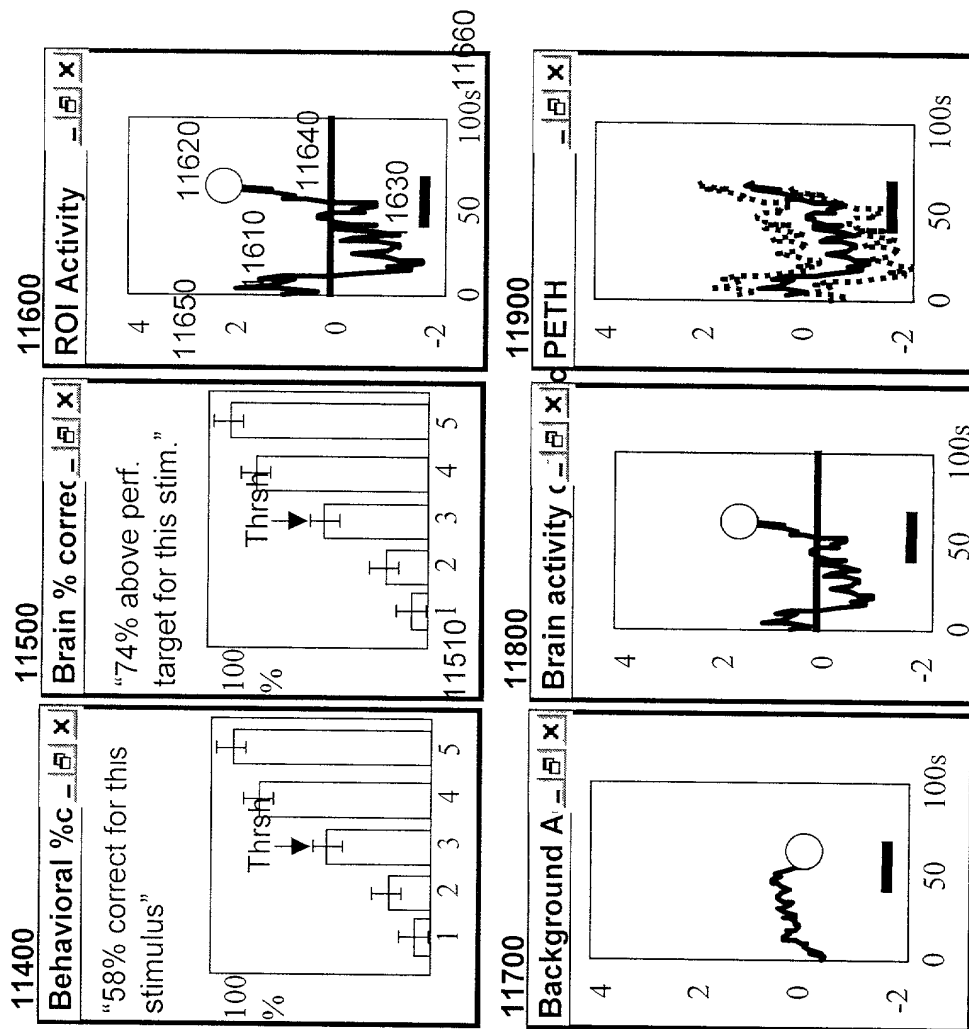 11400
Behavioral %c
"58% correct for this
stimulus"
100
%
Thrsh
1 2 3 4 5
11500
Brain % correc
"74% above perf.
target for this stim."
100
%
Thrsh
11510
1 2 3 4 5
11600
ROI Activity
4
11650
2
11610
11620
0
11640
1630
-2
0 50 100s
11660
11700
Background A
4
2
0
-2
0 50 100s
11800
Brain activity c
4
2
0
-2
0 50 100s
11900
c PETH
4
2
0
-2
0 50 100s